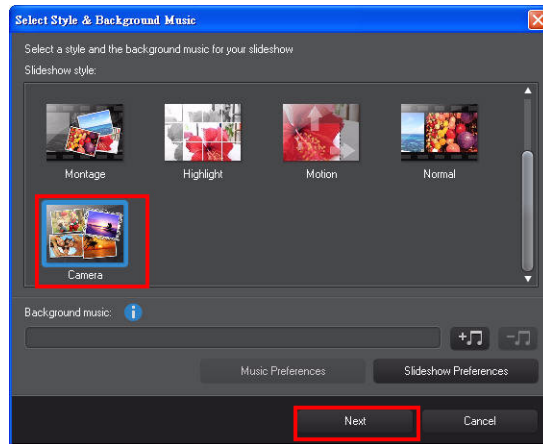 Select Style & Background Music
Select a style and the background music for your slideshow
Slideshow style:
Montage Highlight Motion Normal
Camera
Background music:
Music Preferences Slideshow Preferences
Next Cancel